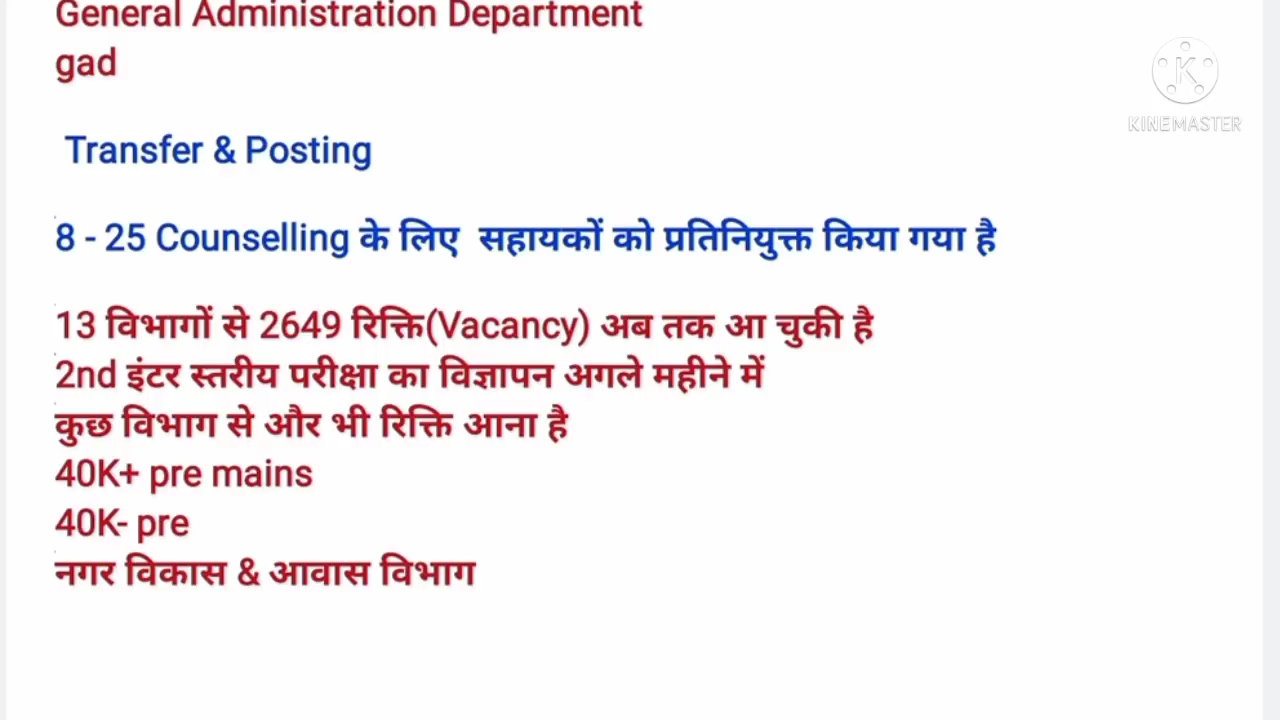 General Administration Department
gad
KINEMASTER
Transfer & Posting
8 - 25 Counselling के लिए सहायकों को प्रतिनियुक्त किया गया है
13 विभागों से 2649 रिक्ति(Vacancy) अब तक आ चुकी है
2nd इंटर स्तरीय परीक्षा का विज्ञापन अगले महीने में
कुछ विभाग से और भी रिक्ति आना है
40K+ pre mains
40K- pre
नगर विकास & आवास विभाग